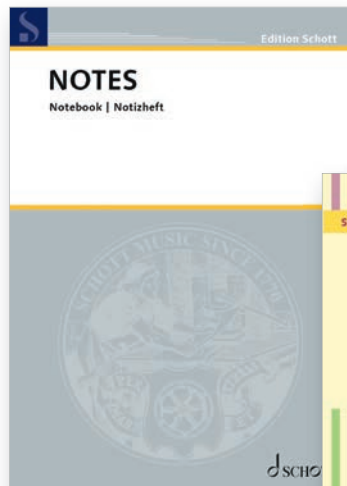 Edition Schott
NOTES
Notebook | Notizheft
SCHOTT MUSIC SINCE 1770